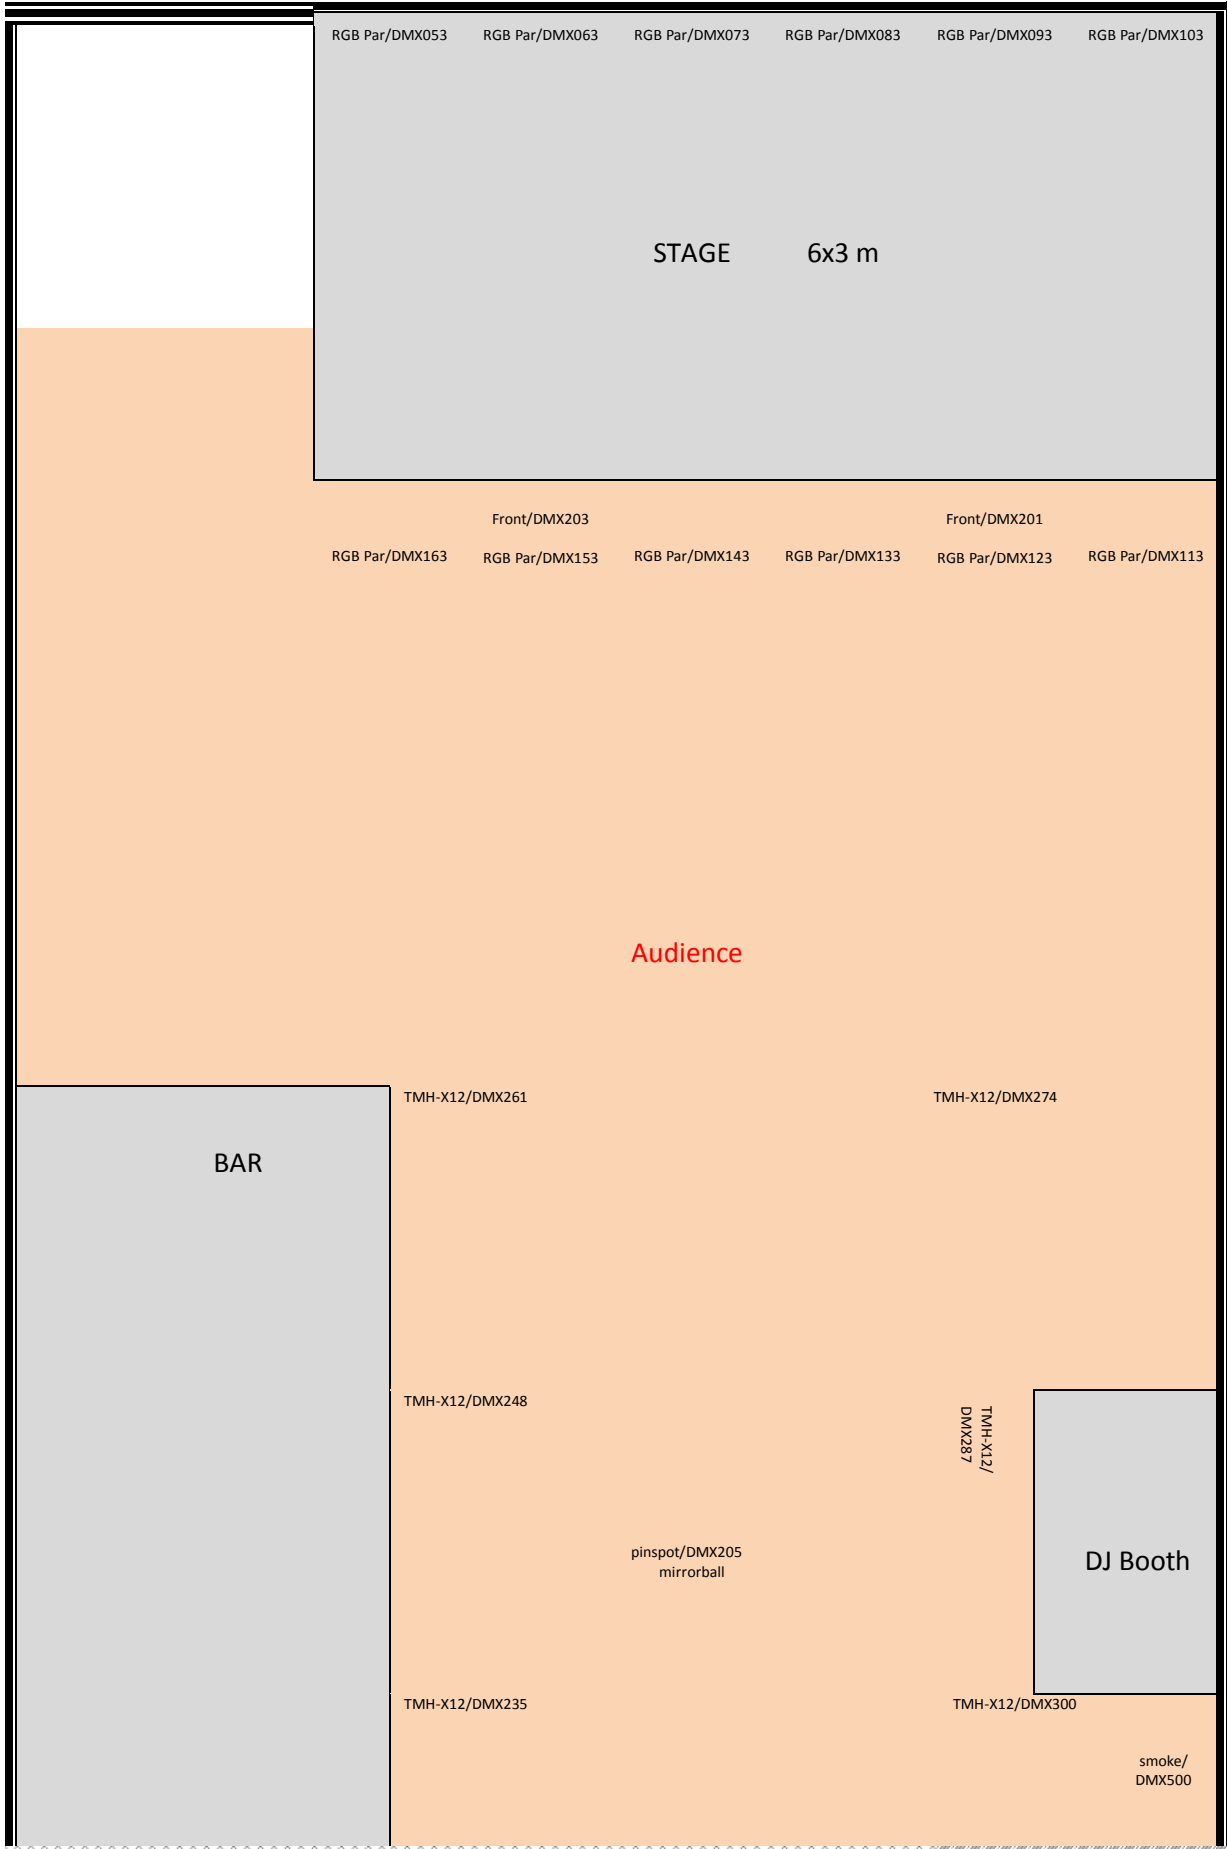 RGB Par/DMX053 RGB Par/DMX063 RGB Par/DMX073 RGB Par/DMX083 RGB Par/DMX093 RGB Par/DMX103
STAGE 6x3 m
Front/DMX203 Front/DMX201
RGB Par/DMX163 RGB Par/DMX153 RGB Par/DMX143 RGB Par/DMX133 RGB Par/DMX123 RGB Par/DMX113
Audience
TMH-X12/DMX261 TMH-X12/DMX274
BAR
TMH-X12/DMX248
TMH-X12/
DMX287
pinspot/DMX205
mirrorball
DJ Booth
TMH-X12/DMX235 TMH-X12/DMX300
smoke/
DMX500